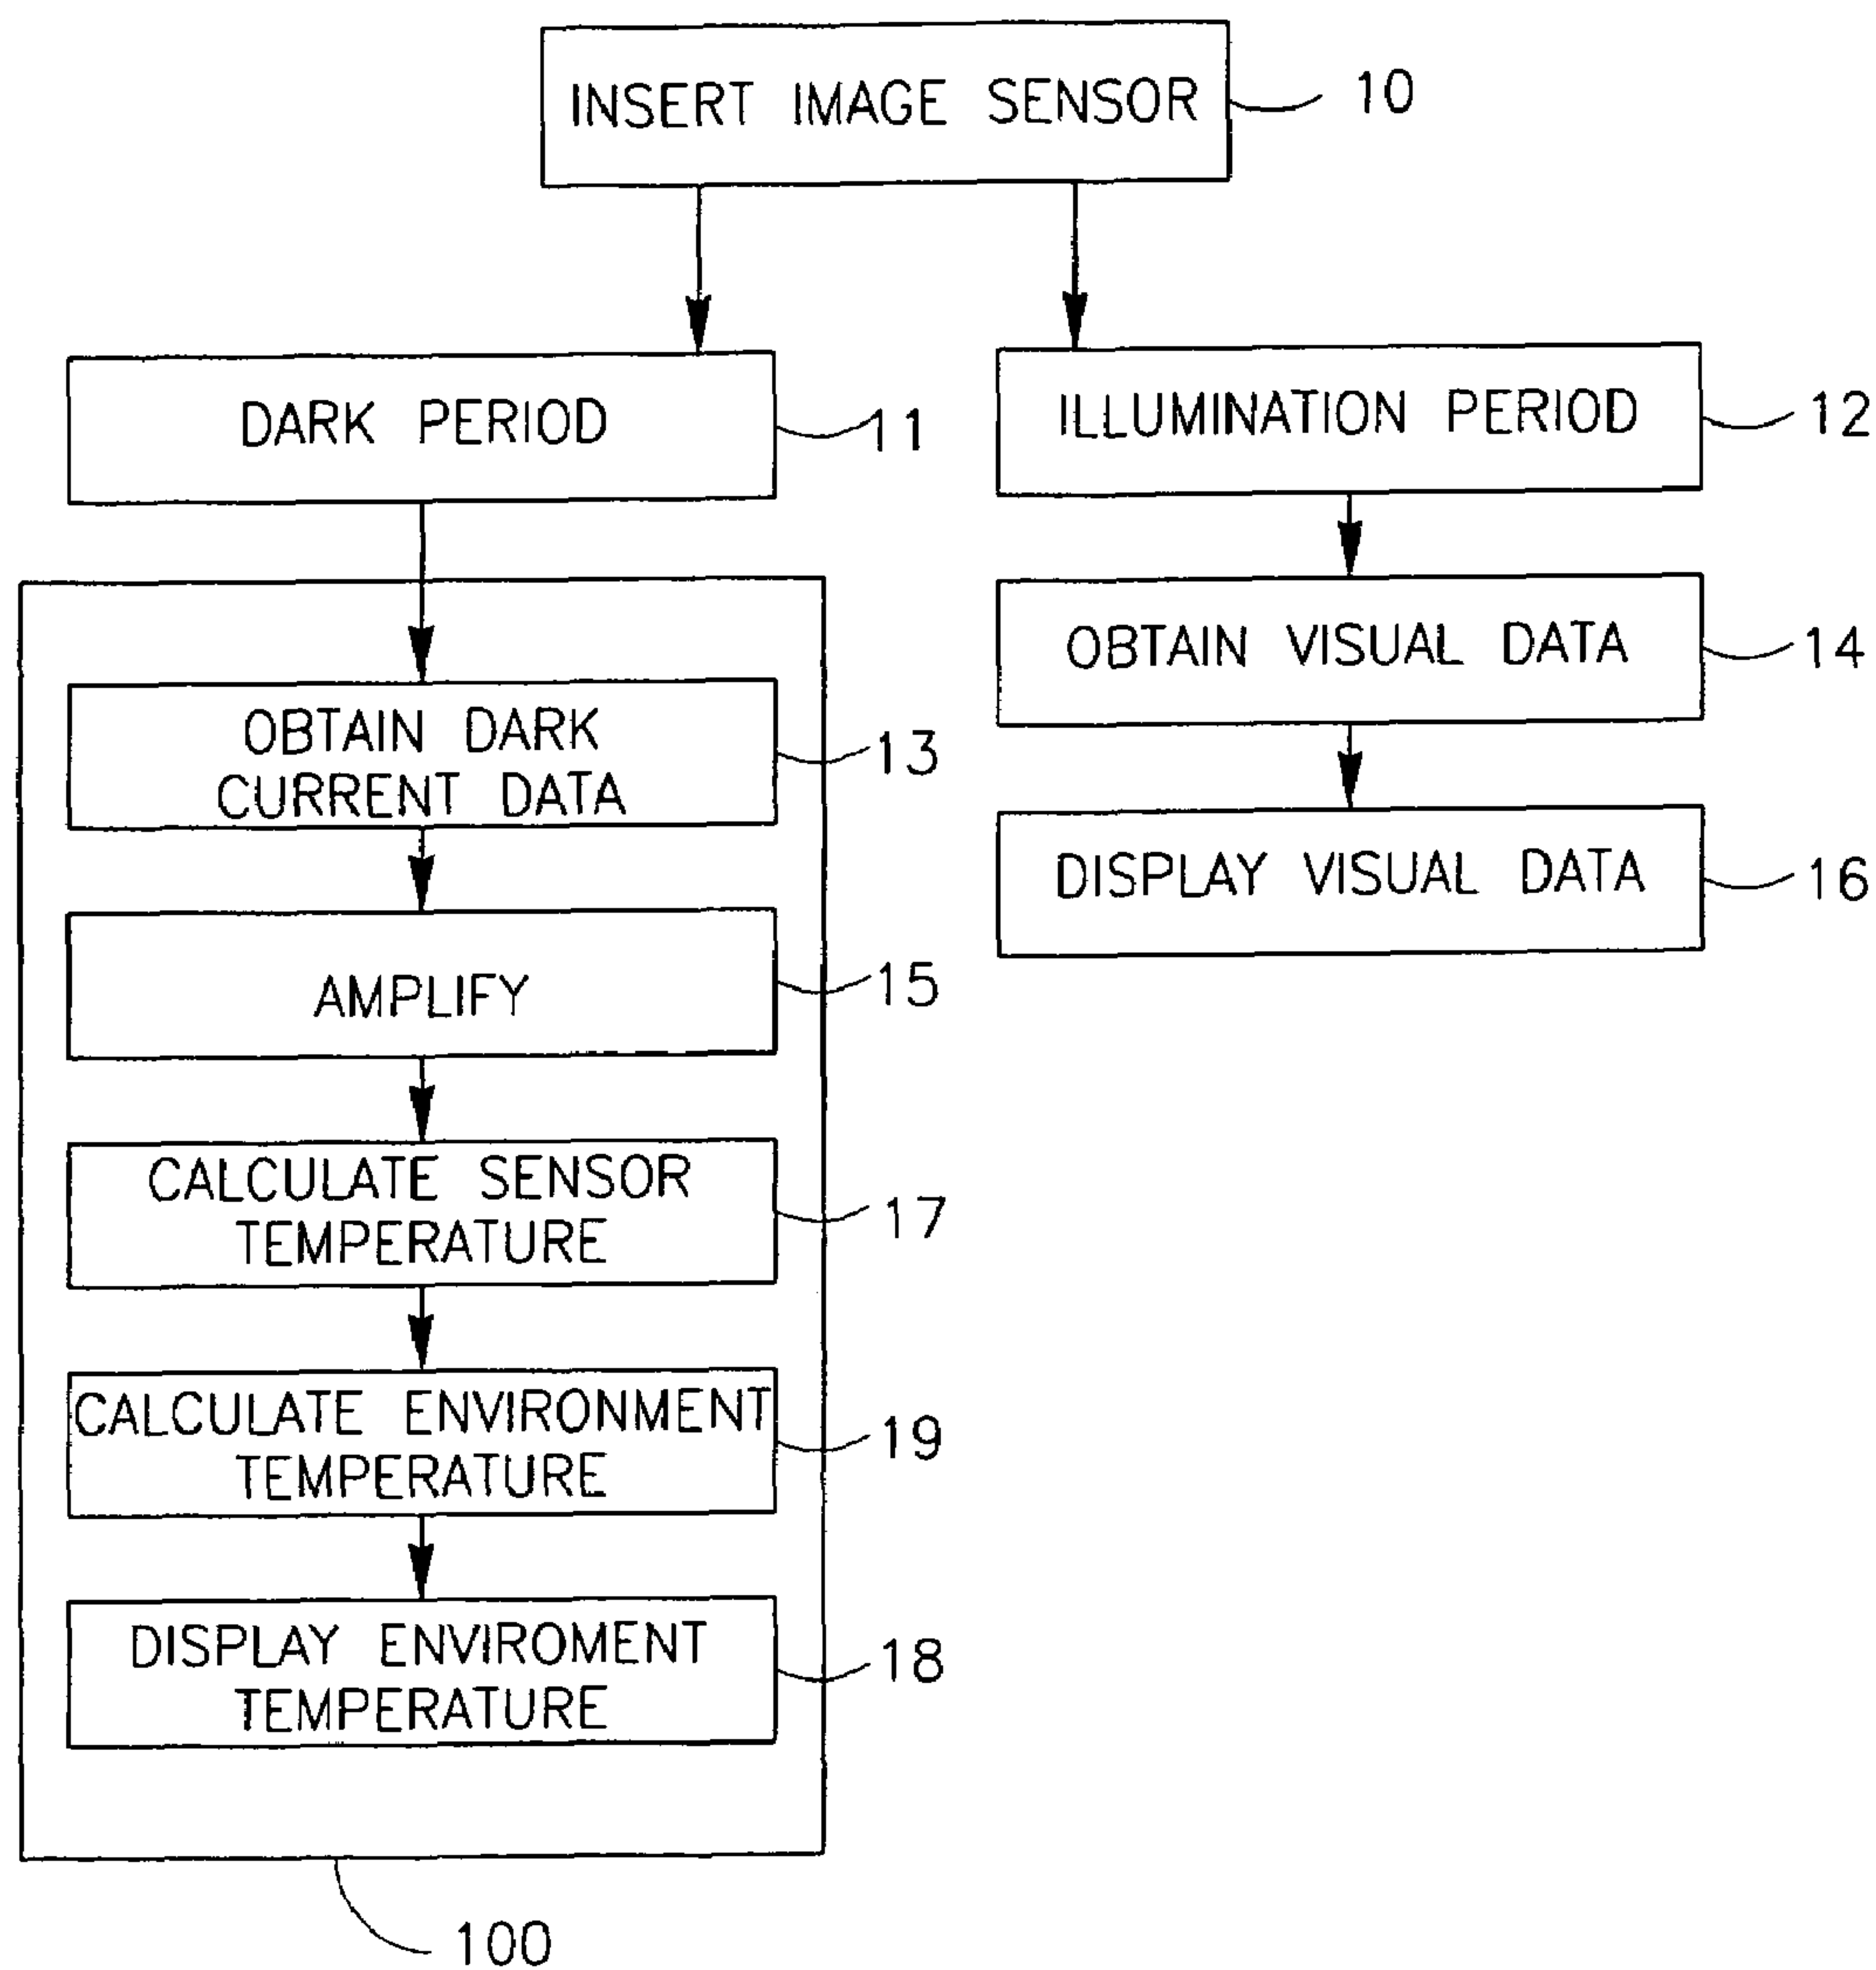 INSERT IMAGE SENSOR
10
DARK PERIOD
11
ILLUMINATION PERIOD
12
OBTAIN VISUAL DATA
14
OBTAIN DARK
CURRENT DATA
13
DISPLAY VISUAL DATA
16
AMPLIFY
15
CALCULATE SENSOR
TEMPERATURE
17
CALCULATE ENVIRONMENT
TEMPERATURE
19
DISPLAY ENVIROMENT
TEMPERATURE
18
100